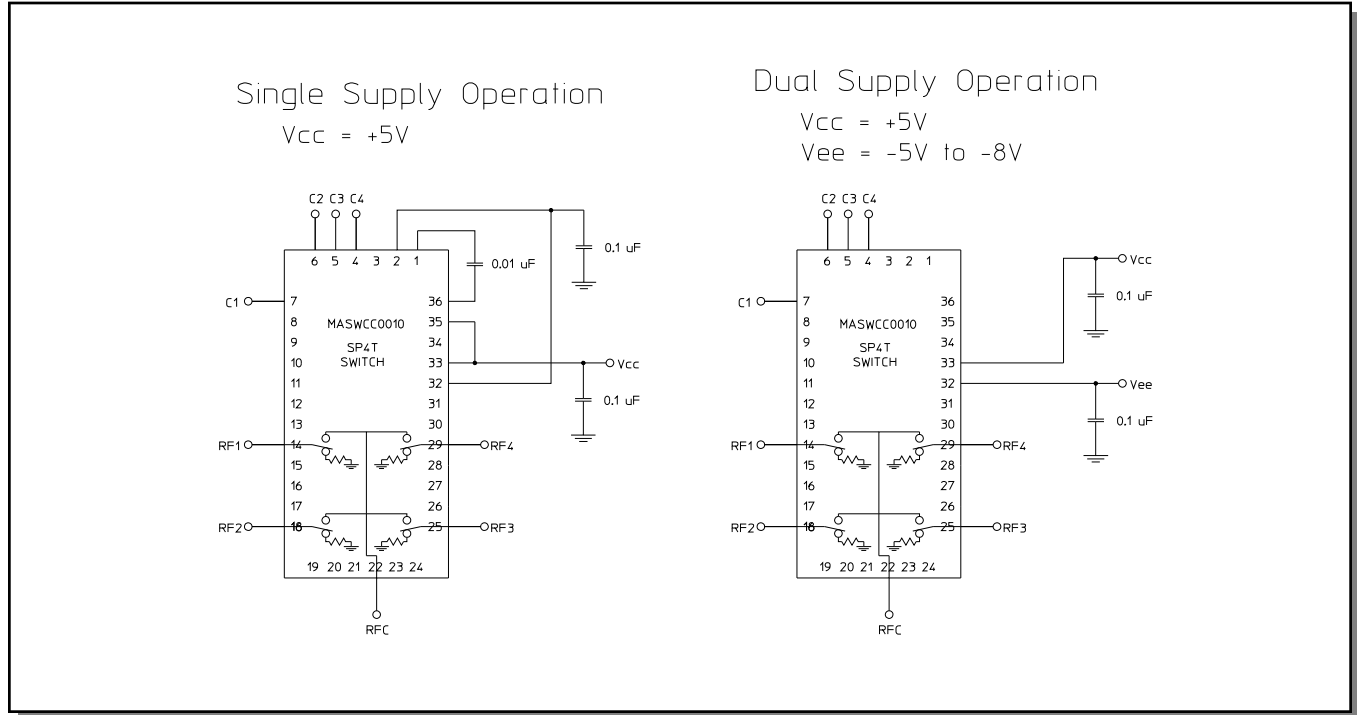 Single Supply Operation
Vcc = +5V
C2 C3 C4
0.1 uF
6 5 4 3 2 1
0.01 uF
C1
7
36
8
MASWCC0010
35
9
SP4T
34
10
SWITCH
33
Vcc
11
32
0.1 uF
12
31
13
30
RF1
14
29
RF4
15
28
16
27
17
26
RF2
18
25
RF3
19 20 21 22 23 24
RFC
Dual Supply Operation
Vcc = +5V
Vee = -5V to -8V
C2 C3 C4
6 5 4 3 2 1
Vcc
C1
7
36
0.1 uF
8
MASWCC0010
35
9
SP4T
34
10
SWITCH
33
11
32
Vee
12
31
0.1 uF
13
30
RF1
14
29
RF4
15
28
16
27
17
26
RF2
18
25
RF3
19 20 21 22 23 24
RFC